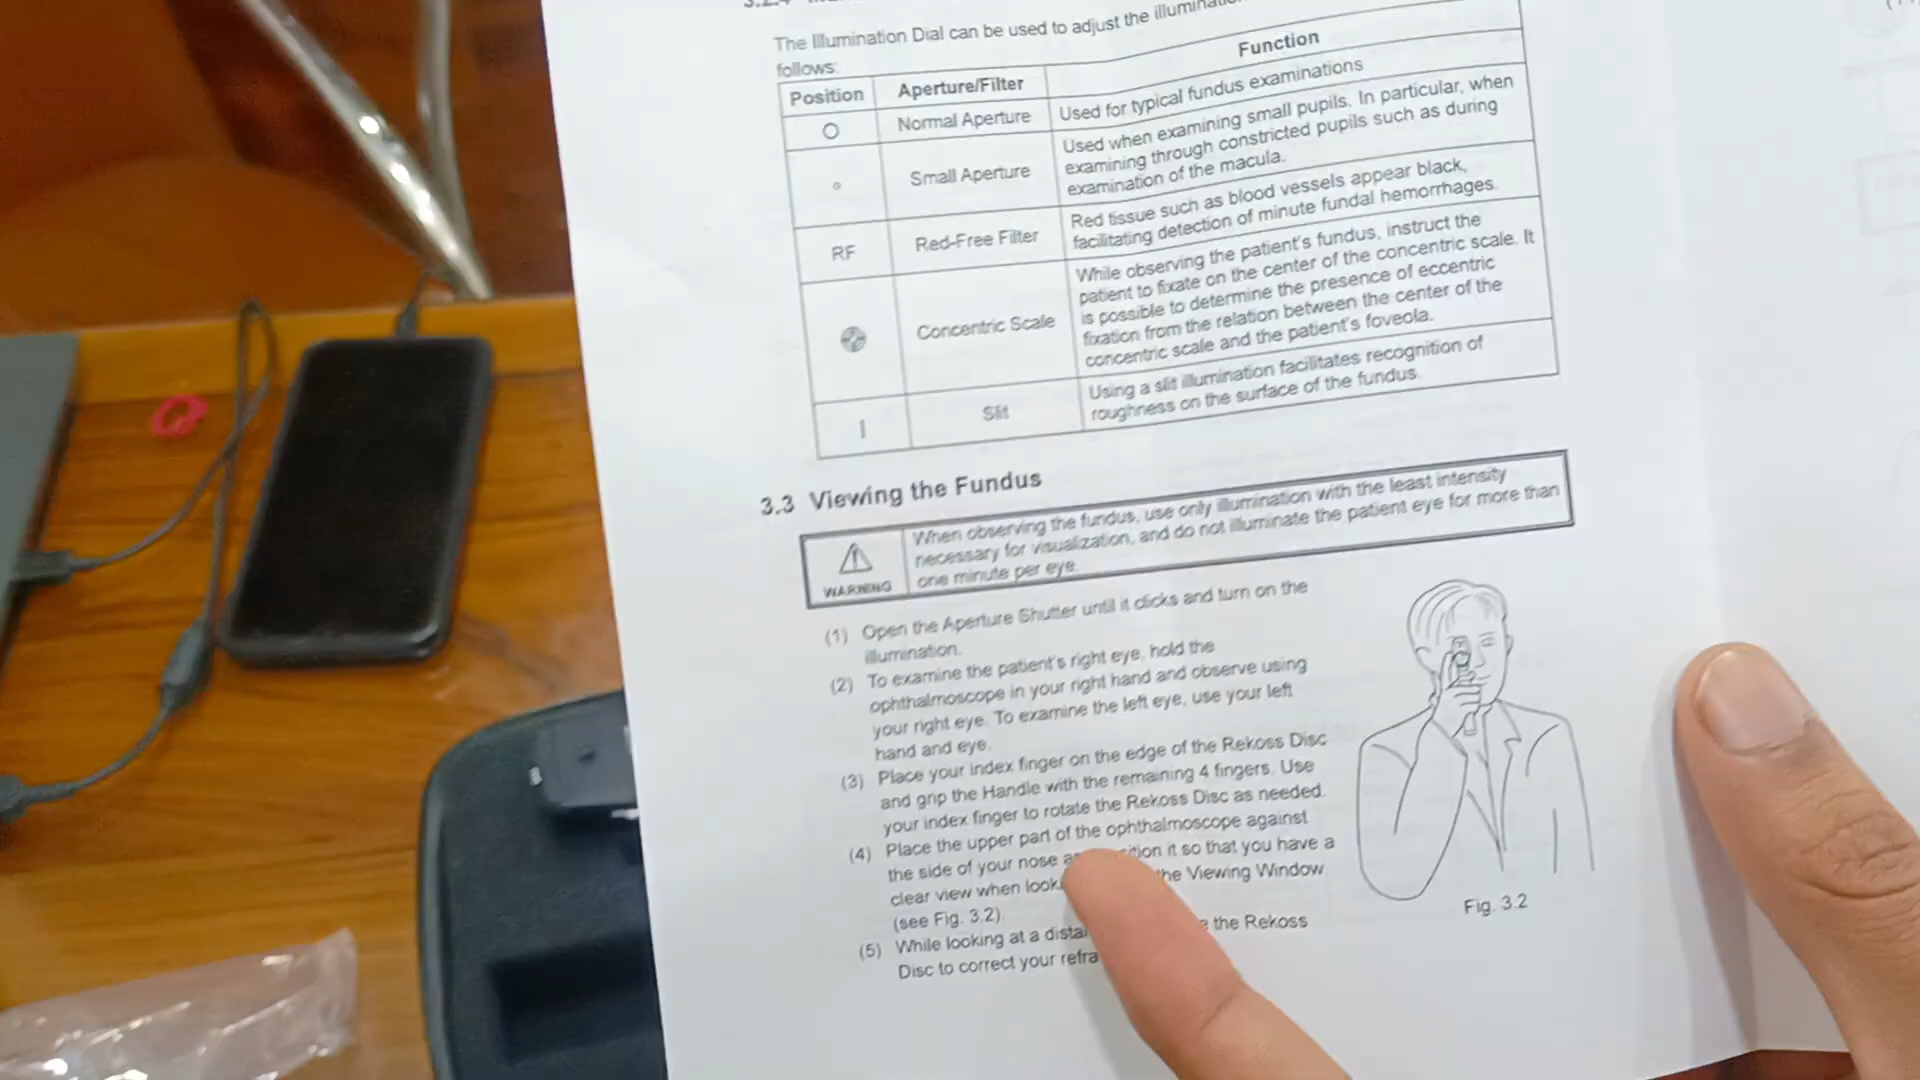 3.2.4
The Illumination Dial can be used to adjust the
follows:
Position Aperture/Filter Function
Normal Aperture Used for typical fundus examinations
Small Aperture Used when examining small pupils. In particular, when
examining through constricted pupils such as during
examination of the macula.
RF Red-Free Filter Red tissue such as blood vessels appear black,
facilitating detection of minute fundal hemorrhages.
Concentric Scale While observing the patient's fundus, instruct the
patient to fixate on the center of the concentric scale. It
is possible to determine the presence of eccentric
fixation from the relation between the center of the
concentric scale and the patient's foveola.
Slit Using a slit illumination facilitates recognition of
roughness on the surface of the fundus.
3.3 Viewing the Fundus
WARNING When observing the fundus, use only illumination with the least intensity
necessary for visualization, and do not illuminate the patient eye for more than
one minute per eye.
(1) Open the Aperture Shutter until it clicks and turn on the
illumination.
(2) To examine the patient's right eye, hold the
ophthalmoscope in your right hand and observe using
your right eye. To examine the left eye, use your left
hand and eye.
(3) Place your index finger on the edge of the Rekoss Disc
and grip the Handle with the remaining 4 fingers. Use
your index finger to rotate the Rekoss Disc as needed.
(4) Place the upper part of the ophthalmoscope against
the side of your nose it so that you have a
clear view when the Viewing Window
(see Fig. 3.2).
(5) While looking at a the Rekoss
Disc to correct your
Fig. 3.2